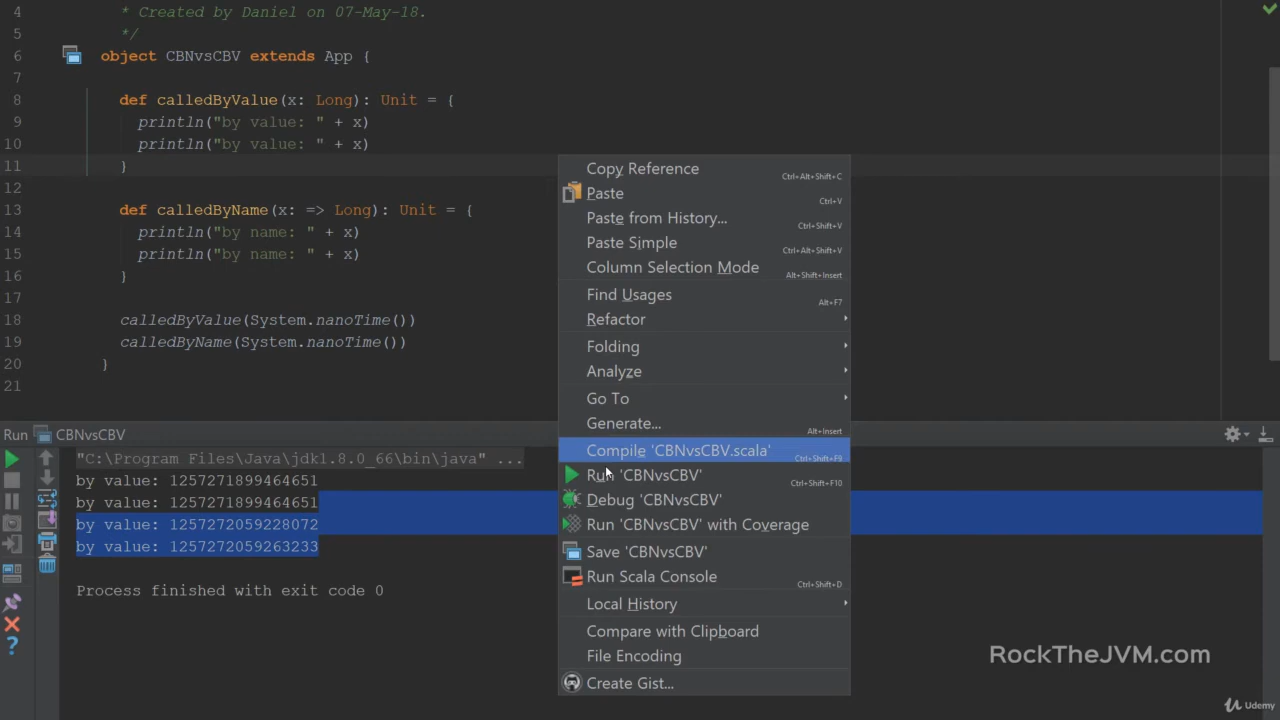 4 * Created by Daniel on 07-May-18.
5 */
6 object CBNvsCBV extends App {
7
8 def calledByValue(x: Long): Unit = {
9 println("by value: " + x)
10 println("by value: " + x)
11 }
12
13 def calledByName(x: => Long): Unit = {
14 println("by name: " + x)
15 println("by name: " + x)
16 }
17
18 calledByValue(System.nanoTime())
19 calledByName(System.nanoTime())
20 }
21
Copy Reference Ctrl+Alt+Shift+C
Paste Ctrl+V
Paste from History... Ctrl+Shift+V
Paste Simple Ctrl+Alt+Shift+V
Column Selection Mode Alt+Shift+Insert
Find Usages Alt+F7
Refactor
Folding
Analyze
Go To
Generate... Alt+Insert
Compile 'CBNvsCBV.scala' Ctrl+Shift+F9
Run 'CBNvsCBV' Ctrl+Shift+F10
Debug 'CBNvsCBV'
Run 'CBNvsCBV' with Coverage
Save 'CBNvsCBV'
Run Scala Console Ctrl+Shift+D
Local History
Compare with Clipboard
File Encoding
Create Gist...
Run CBNvsCBV
"C:\Program Files\Java\jdk1.8.0_66\bin\java" ...
by value: 1257271899464651
by value: 1257271899464651
by value: 1257272059228072
by value: 1257272059263233
Process finished with exit code 0
RockTheJVM.com
Udemy